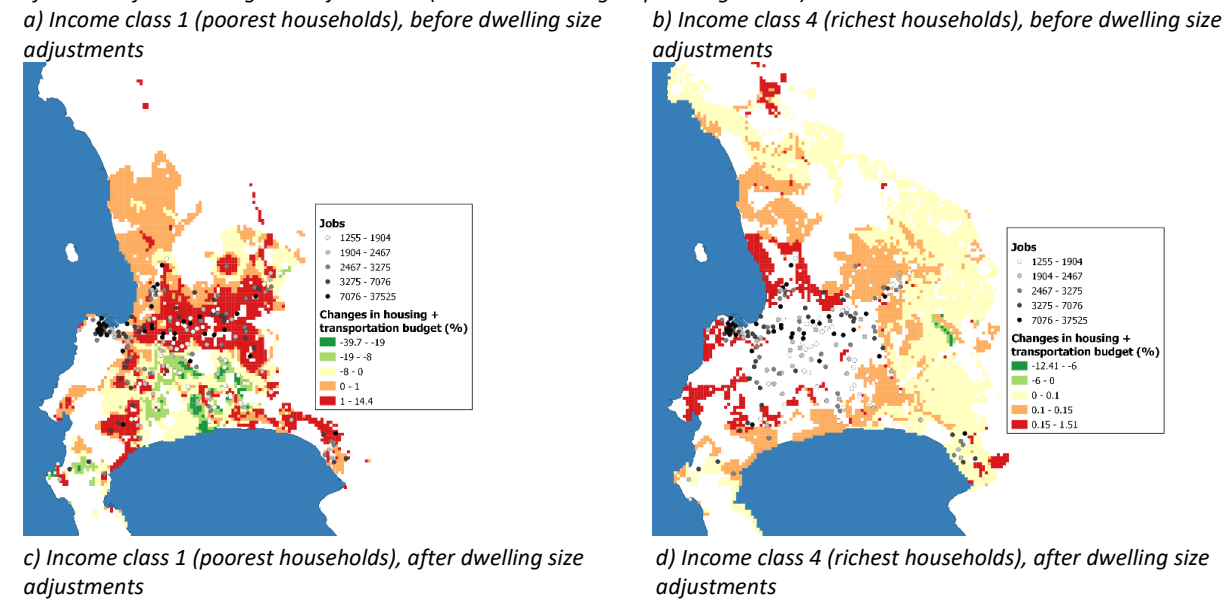 a) Income class 1 (poorest households), before dwelling size
adjustments
b) Income class 4 (richest households), before dwelling size
adjustments
Jobs
1255 - 1904
1904 - 2467
2467 - 3275
3275 - 7076
7076 - 37525
Changes in housing +
transportation budget (%)
-39.7 - -19
-19 - -8
-8 - 0
0 - 1
1 - 14.4
Jobs
1255 - 1904
1904 - 2467
2467 - 3275
3275 - 7076
7076 - 37525
Changes in housing +
transportation budget (%)
-12.41 - -6
-6 - 0
0 - 0.1
0.1 - 0.15
0.15 - 1.51
c) Income class 1 (poorest households), after dwelling size
adjustments
d) Income class 4 (richest households), after dwelling size
adjustments